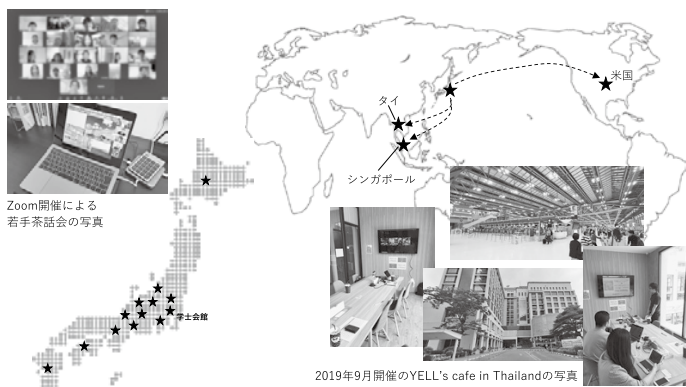 米国
タイ
シンガポール
Zoom開催による
若手茶話会の写真
学士会館
2019年9月開催のYELL's cafe in Thailandの写真